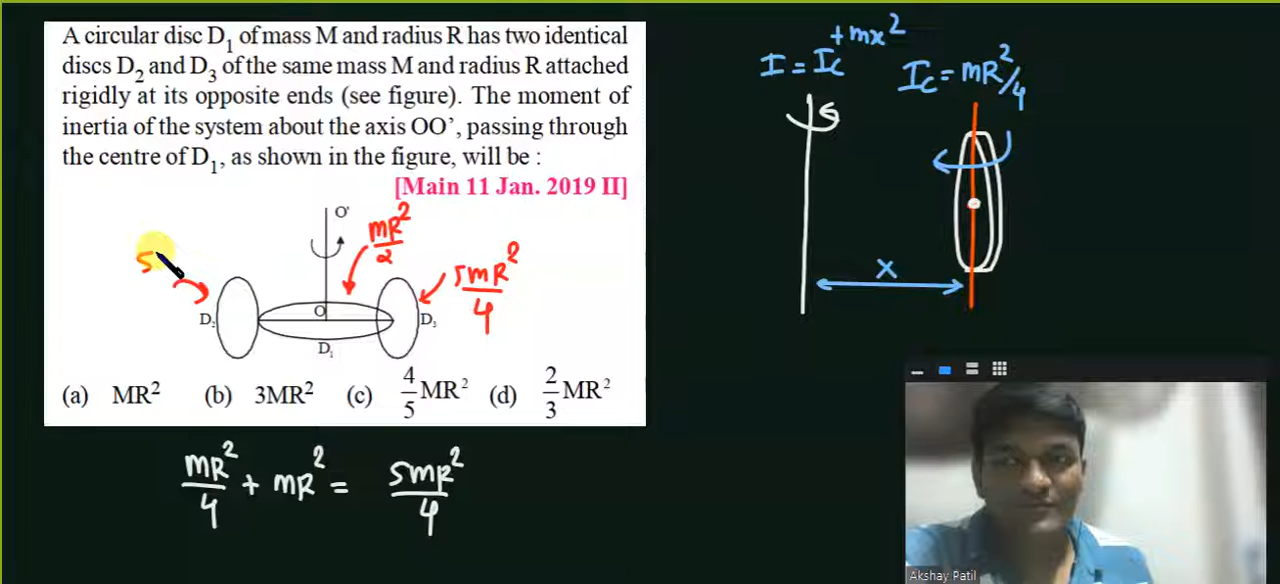 A circular disc D₁ of mass M and radius R has two identical
discs D₂ and D₃ of the same mass M and radius R attached
rigidly at its opposite ends (see figure). The moment of
inertia of the system about the axis OO’, passing through
the centre of D₁, as shown in the figure, will be :
[Main 11 Jan. 2019 II]
O'
mR²/2
5mR²/4
5
O
D₂
D₃
D₁
(a) MR² (b) 3MR² (c) 4/5 MR² (d) 2/3 MR²
mR²/4 + mR² = 5mR²/4
I = Ic + mx²
Ic = mR²/4
x
Akshay Patil